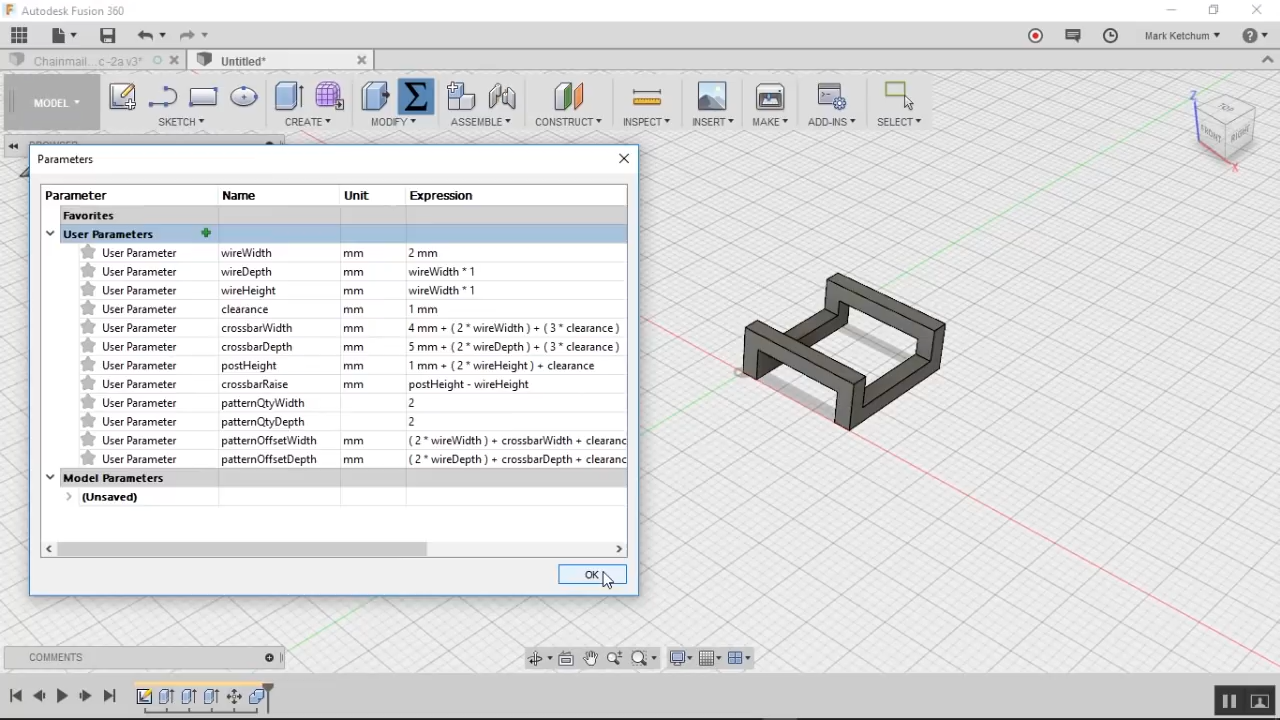 Autodesk Fusion 360
Mark Ketchum
Chainmail...c-2a v3*
Untitled*
MODEL
SKETCH
CREATE
MODIFY
ASSEMBLE
CONSTRUCT
INSPECT
INSERT
MAKE
ADD-INS
SELECT
Z
FRONT
RIGHT
X
Parameters
Parameter Name Unit Expression
Favorites
User Parameters
User Parameter wireWidth mm 2 mm
User Parameter wireDepth mm wireWidth * 1
User Parameter wireHeight mm wireWidth * 1
User Parameter clearance mm 1 mm
User Parameter crossbarWidth mm 4 mm + ( 2 * wireWidth ) + ( 3 * clearance )
User Parameter crossbarDepth mm 5 mm + ( 2 * wireDepth ) + ( 3 * clearance )
User Parameter postHeight mm 1 mm + ( 2 * wireHeight ) + clearance
User Parameter crossbarRaise mm postHeight - wireHeight
User Parameter patternQtyWidth 2
User Parameter patternQtyDepth 2
User Parameter patternOffsetWidth mm ( 2 * wireWidth ) + crossbarWidth + clearanc
User Parameter patternOffsetDepth mm ( 2 * wireDepth ) + crossbarDepth + clearanc
Model Parameters
(Unsaved)
OK
COMMENTS